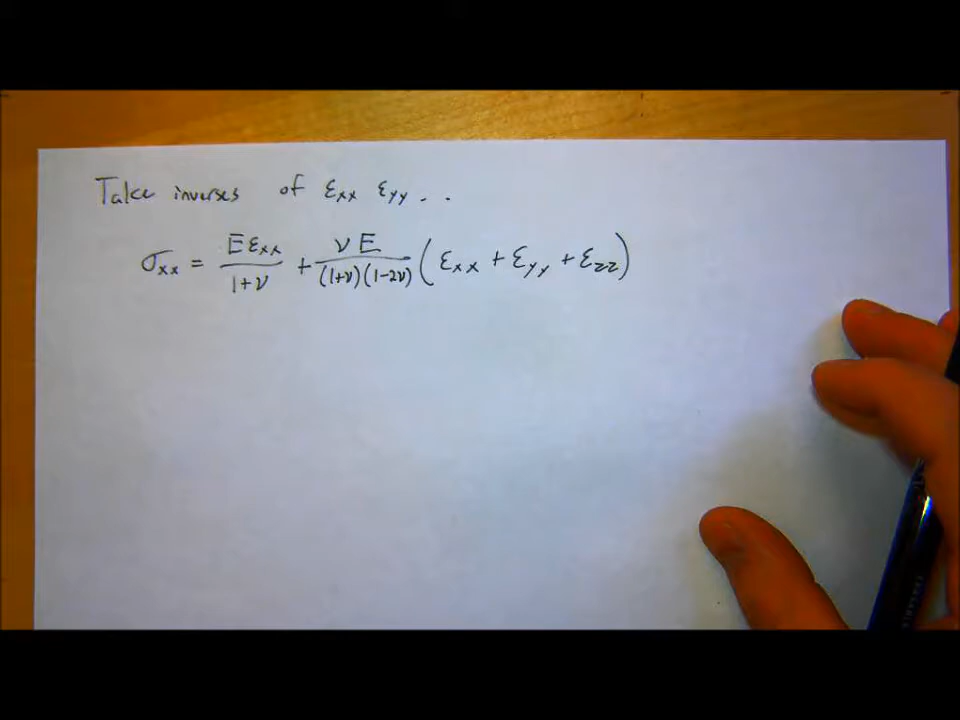 Take inverses of εxx εyy . .
σxx = Eεxx / 1+ν + νE / (1+ν)(1-2ν) (εxx + εyy + εzz)